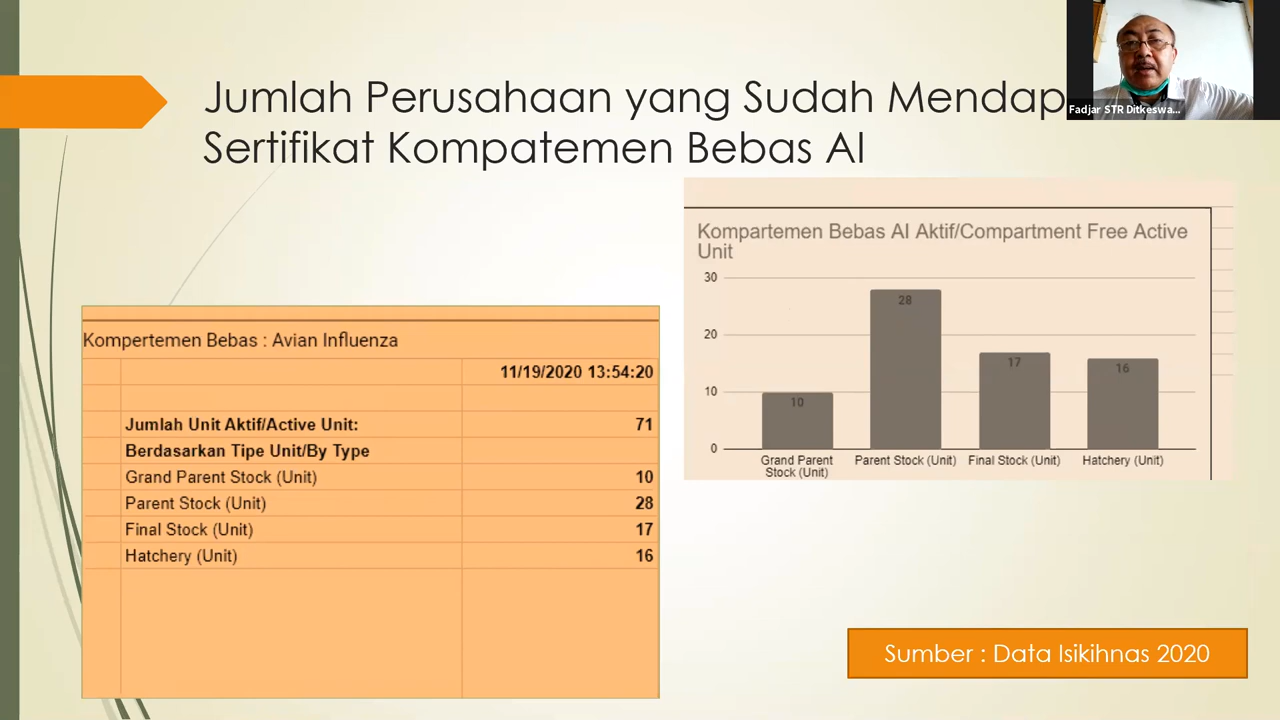 Jumlah Perusahaan yang Sudah Mendap
Sertifikat Kompatemen Bebas AI
Fadjar STR Ditkeswa...
Kompartemen Bebas AI Aktif/Compartment Free Active
Unit
30
20
10
0
10
28
17
16
Grand Parent
Stock (Unit)
Parent Stock (Unit)
Final Stock (Unit)
Hatchery (Unit)
Kompertemen Bebas : Avian Influenza
11/19/2020 13:54:20
Jumlah Unit Aktif/Active Unit: 71
Berdasarkan Tipe Unit/By Type
Grand Parent Stock (Unit) 10
Parent Stock (Unit) 28
Final Stock (Unit) 17
Hatchery (Unit) 16
Sumber : Data Isikihnas 2020